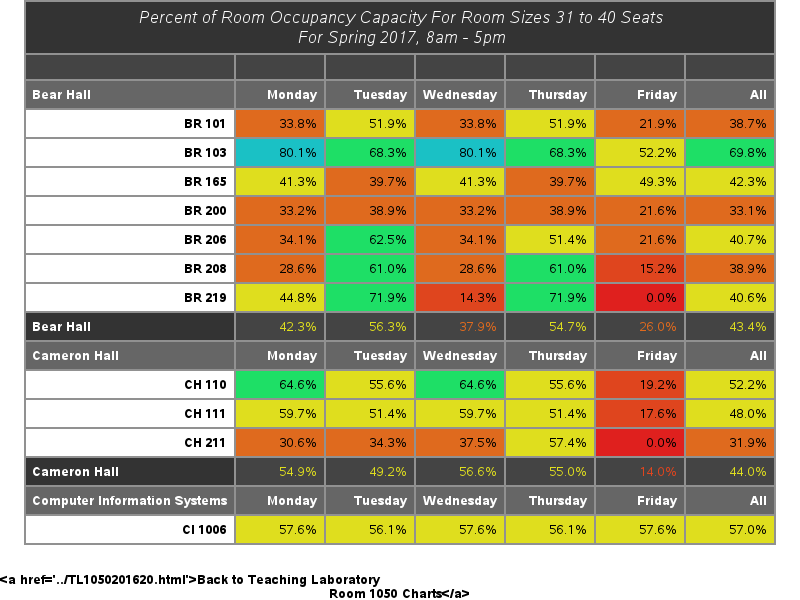 Percent of Room Occupancy Capacity For Room Sizes 31 to 40 Seats
For Spring 2017, 8am - 5pm
Bear Hall Monday Tuesday Wednesday Thursday Friday All
BR 101 33.8% 51.9% 33.8% 51.9% 21.9% 38.7%
BR 103 80.1% 68.3% 80.1% 68.3% 52.2% 69.8%
BR 165 41.3% 39.7% 41.3% 39.7% 49.3% 42.3%
BR 200 33.2% 38.9% 33.2% 38.9% 21.6% 33.1%
BR 206 34.1% 62.5% 34.1% 51.4% 21.6% 40.7%
BR 208 28.6% 61.0% 28.6% 61.0% 15.2% 38.9%
BR 219 44.8% 71.9% 14.3% 71.9% 0.0% 40.6%
Bear Hall 42.3% 56.3% 37.9% 54.7% 26.0% 43.4%
Cameron Hall Monday Tuesday Wednesday Thursday Friday All
CH 110 64.6% 55.6% 64.6% 55.6% 19.2% 52.2%
CH 111 59.7% 51.4% 59.7% 51.4% 17.6% 48.0%
CH 211 30.6% 34.3% 37.5% 57.4% 0.0% 31.9%
Cameron Hall 54.9% 49.2% 56.6% 55.0% 14.0% 44.0%
Computer Information Systems Monday Tuesday Wednesday Thursday Friday All
CI 1006 57.6% 56.1% 57.6% 56.1% 57.6% 57.0%
<a href='../TL1050201620.html'>Back to Teaching Laboratory
Room 1050 Charts</a>